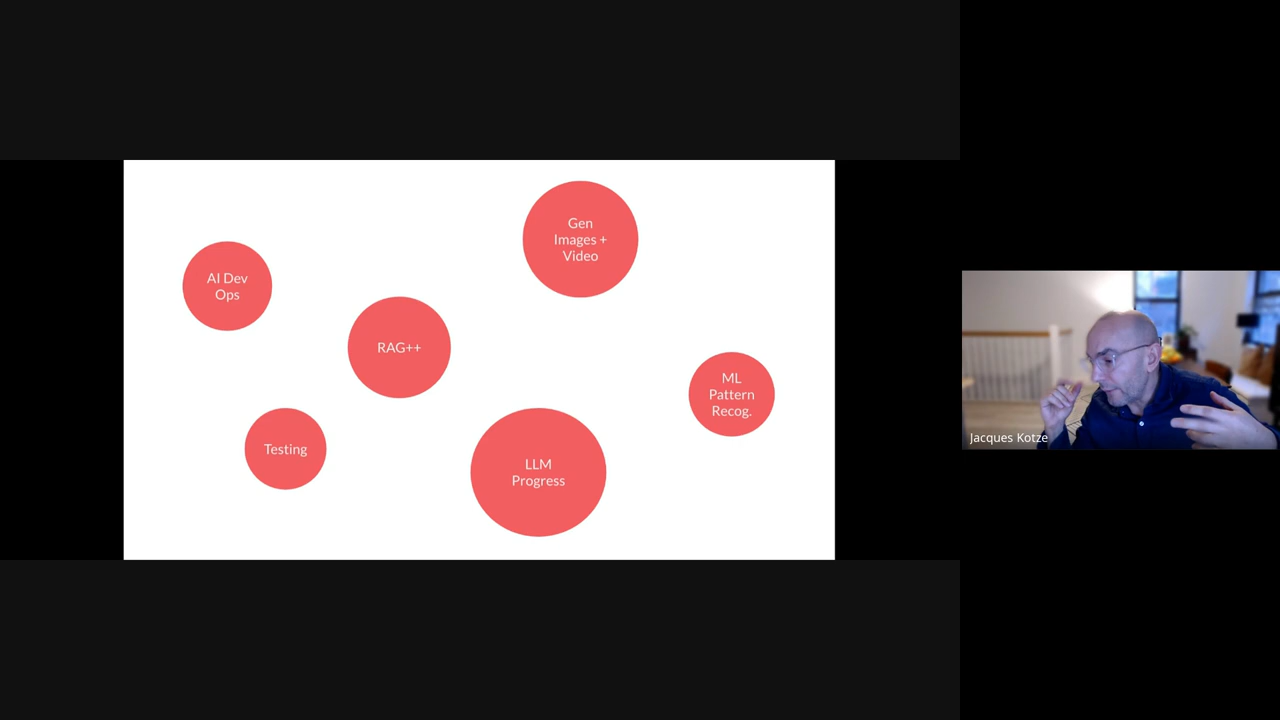 Gen
Images +
Video
AI Dev
Ops
RAG++
ML
Pattern
Recog.
Testing
LLM
Progress
Jacques Kotze